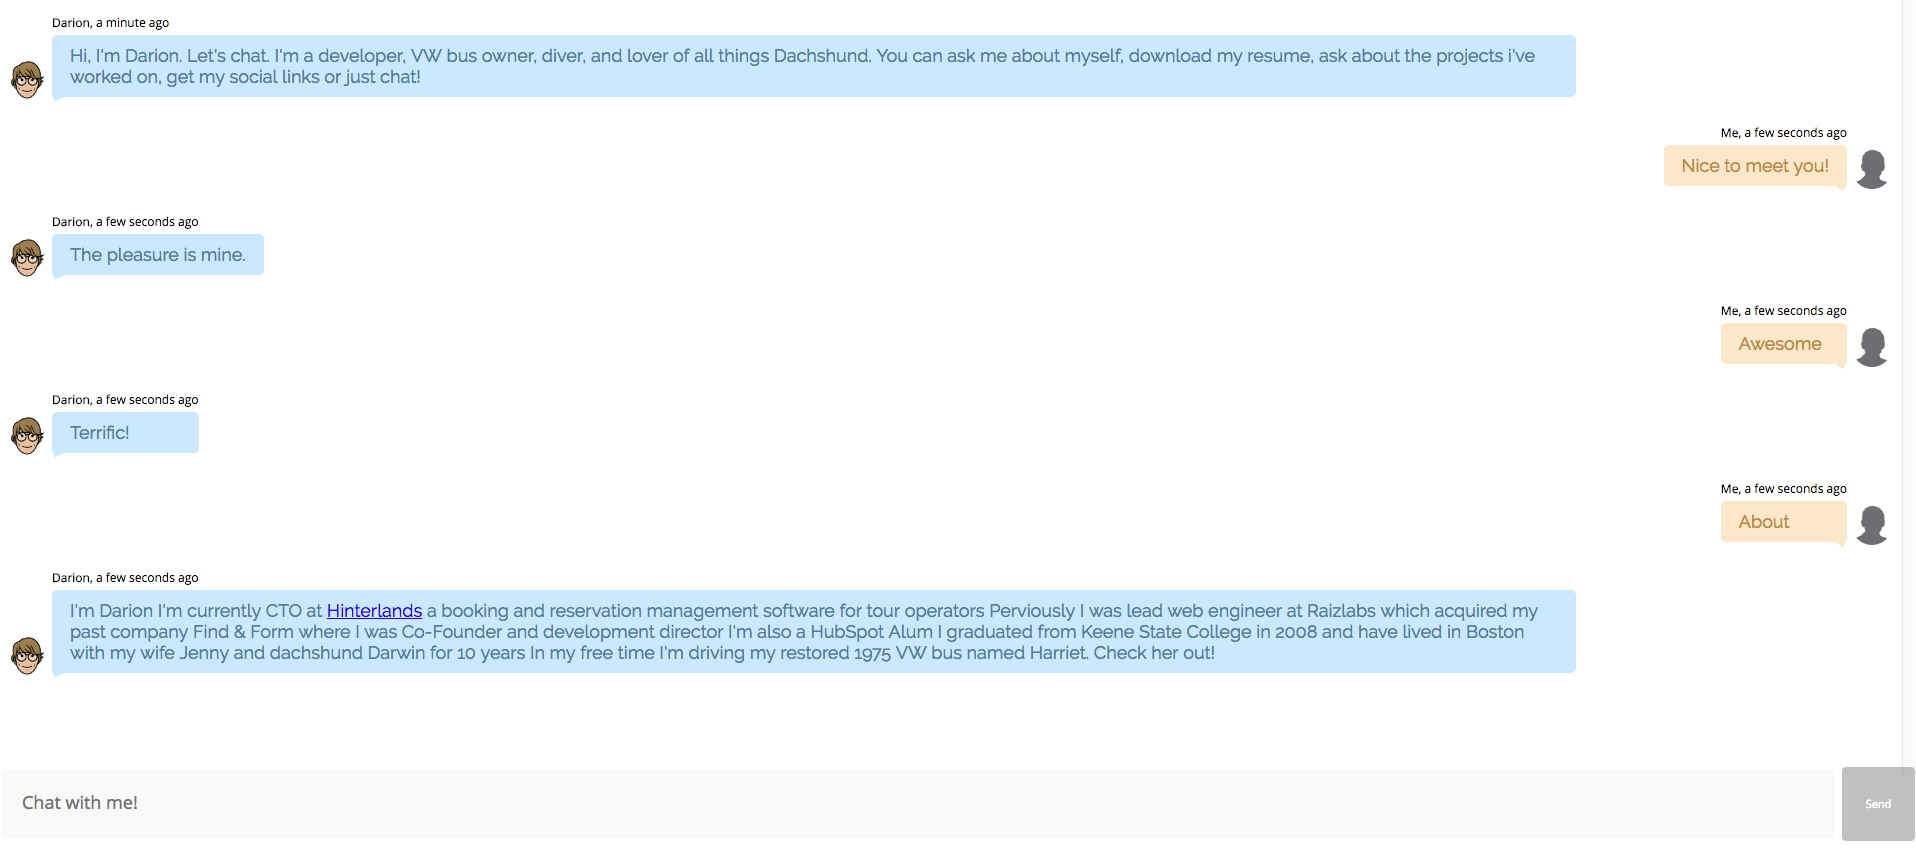 Darion, a minute ago
Hi, I'm Darion. Let's chat. I'm a developer, VW bus owner, diver, and lover of all things Dachshund. You can ask me about myself, download my resume, ask about the projects i've
worked on, get my social links or just chat!
Me, a few seconds ago
Nice to meet you!
Darion, a few seconds ago
The pleasure is mine.
Me, a few seconds ago
Awesome
Darion, a few seconds ago
Terrific!
Me, a few seconds ago
About
Darion, a few seconds ago
I'm Darion I'm currently CTO at Hinterlands a booking and reservation management software for tour operators Perviously I was lead web engineer at Raizlabs which acquired my
past company Find & Form where I was Co-Founder and development director I'm also a HubSpot Alum I graduated from Keene State College in 2008 and have lived in Boston
with my wife Jenny and dachshund Darwin for 10 years In my free time I'm driving my restored 1975 VW bus named Harriet. Check her out!
Chat with me!
Send